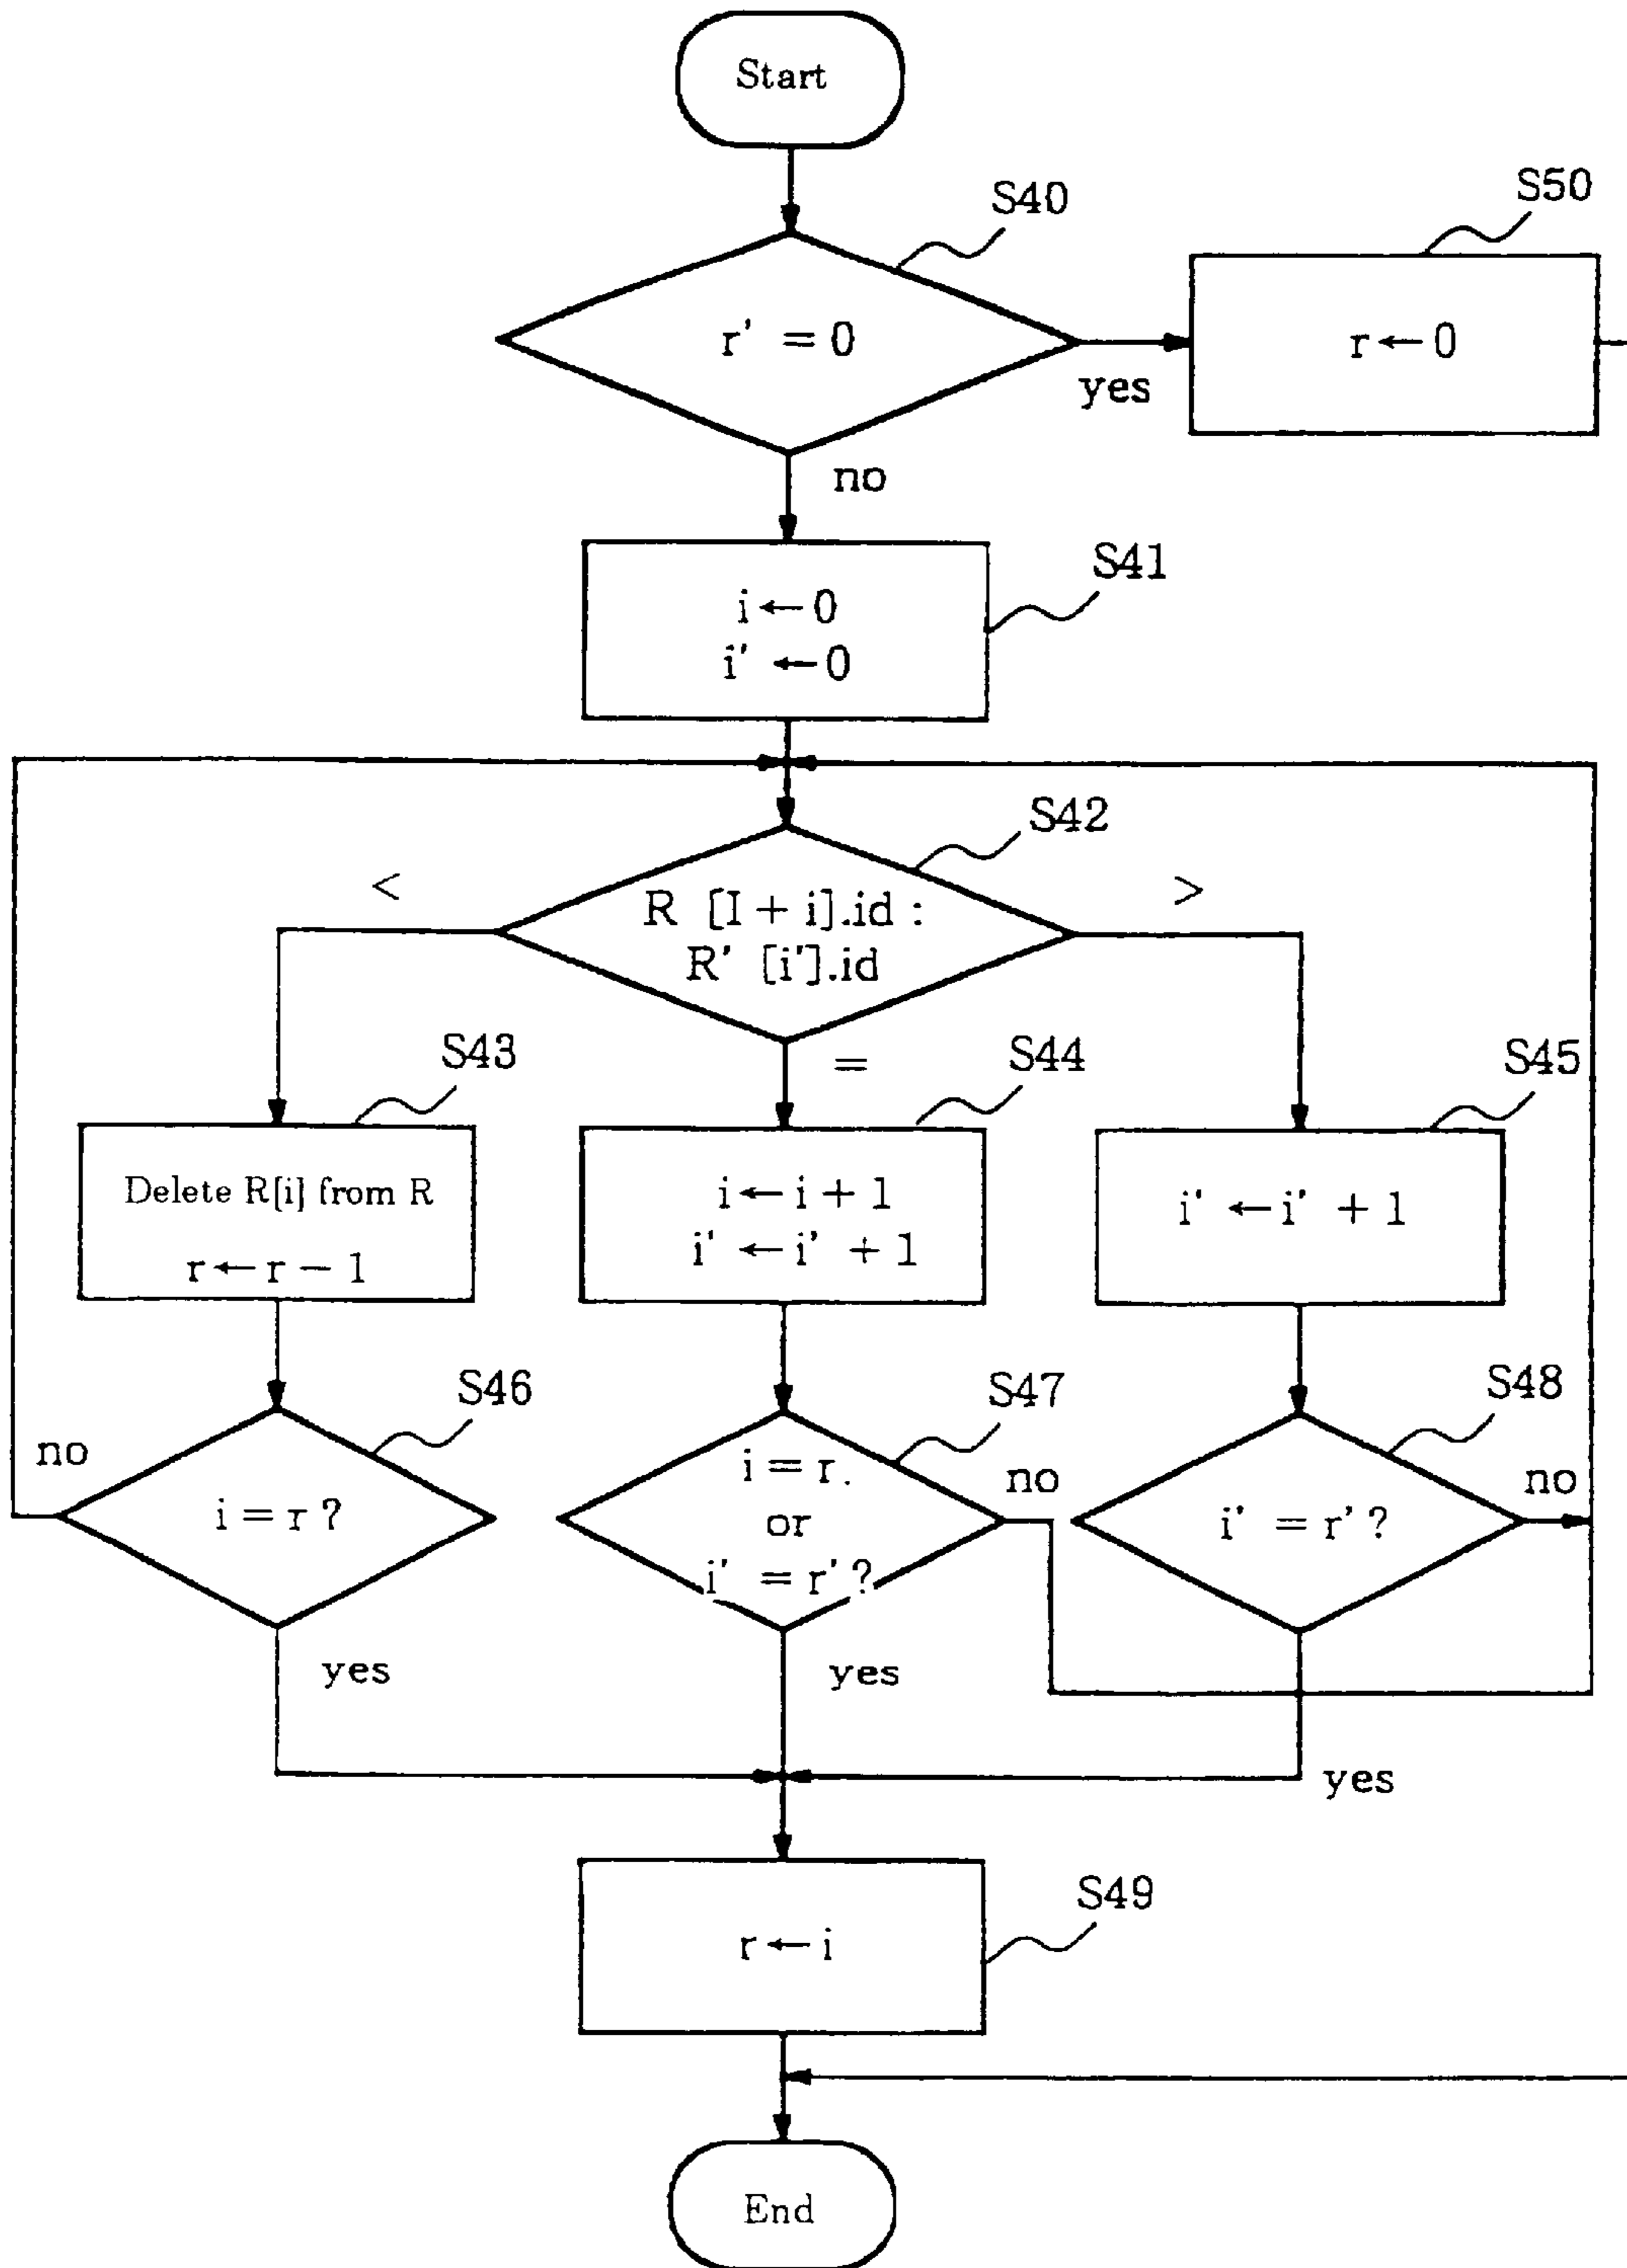 Start
S40
S50
r' = 0
r ← 0
yes
no
S41
i ← 0
i' ← 0
S42
<
>
R [I + i].id :
R' [i'].id
S43
=
S44
S45
Delete R[i] from R
r ← r − 1
i ← i + 1
i' ← i' + 1
i' ← i' + 1
S46
S47
S48
no
i = r ?
i = r.
or
i' = r' ?
no
i' = r' ?
no
yes
yes
yes
S49
r ← i
End